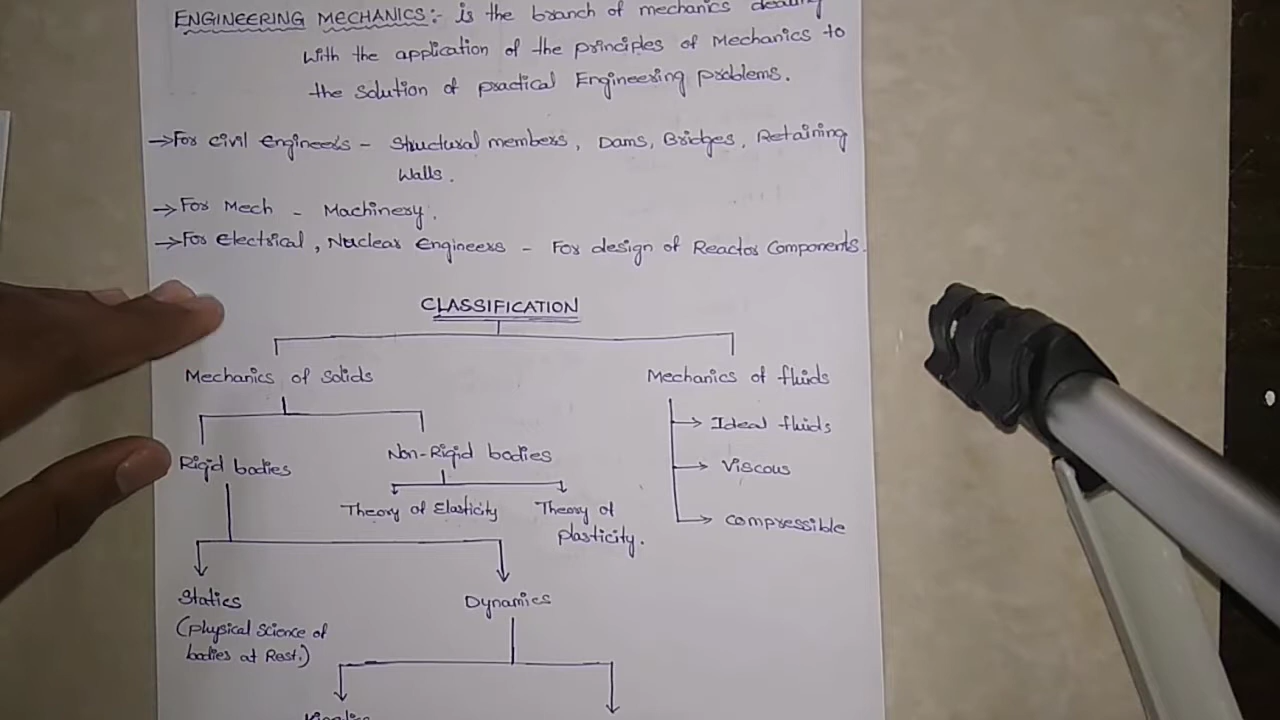 ENGINEERING MECHANICS:- is the branch of mechanics dealing
with the application of the principles of Mechanics to
the solution of practical Engineering problems.
→For Civil Engineers - Structural members, Dams, Bridges, Retaining
Walls.
→For Mech - Machinery.
→For Electrical, Nuclear Engineers - For design of Reactor Components.
CLASSIFICATION
Mechanics of solids
Mechanics of fluids
Rigid bodies
Non-Rigid bodies
→ Ideal fluids
→ Viscous
→ compressible
Theory of Elasticity
Theory of
plasticity.
Statics
(physical science of
bodies at Rest.)
Dynamics